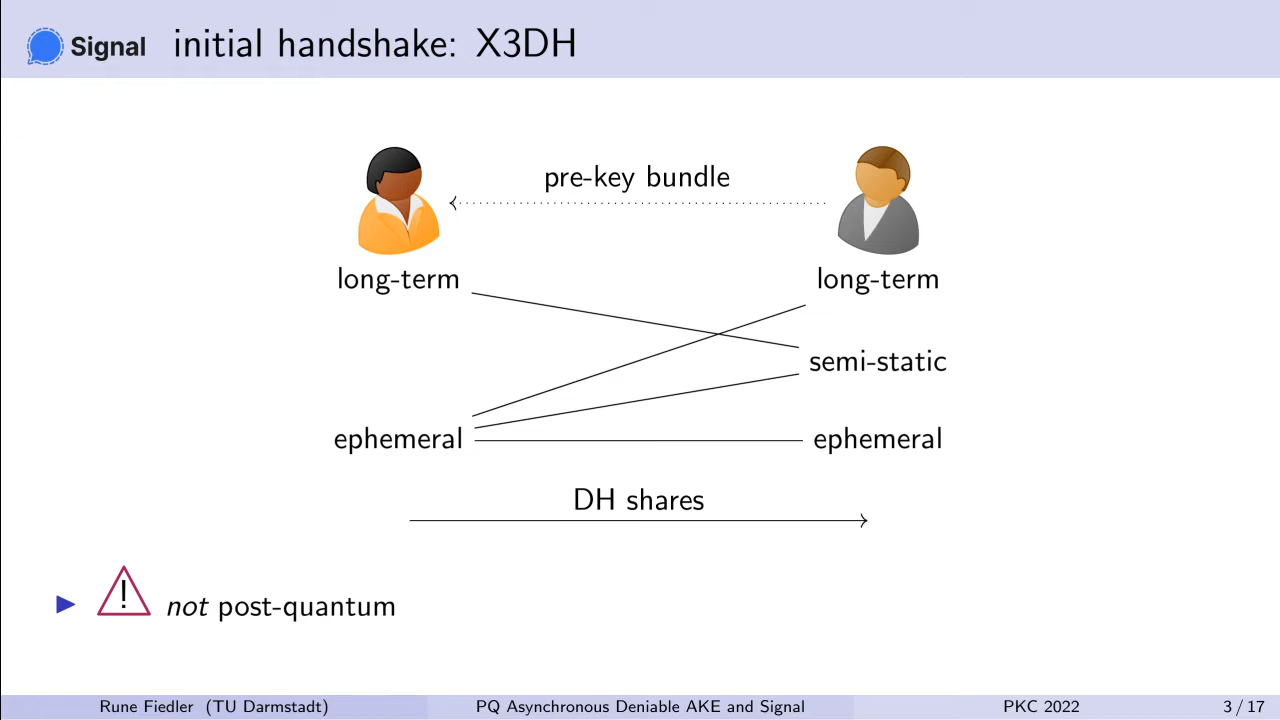 Signal initial handshake: X3DH
pre-key bundle
long-term long-term
semi-static
ephemeral ephemeral
DH shares
! not post-quantum
Rune Fiedler (TU Darmstadt) PQ Asynchronous Deniable AKE and Signal PKC 2022 3 / 17